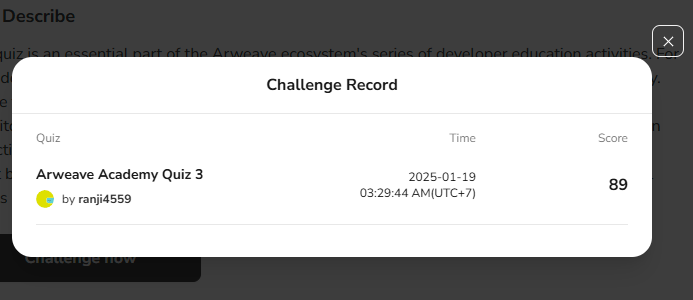 Describe
quiz is an essential part of the Arweave ecosystem's series of developer education activities. For
Challenge Record
Quiz Time Score
Arweave Academy Quiz 3
2025-01-19
by ranji4559
03:29:44 AM(UTC+7)
89
Challenge now